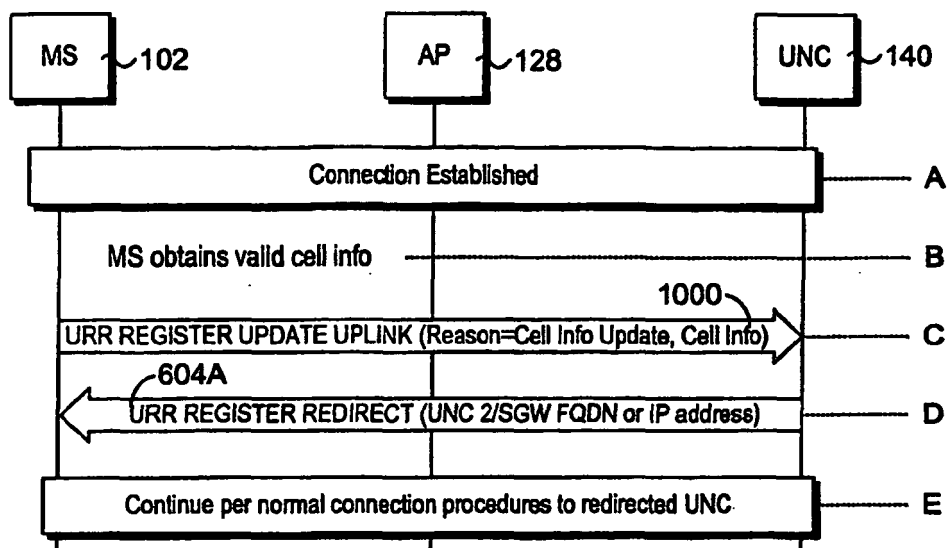 MS 102
AP 128
UNC 140
Connection Established A
MS obtains valid cell info B
1000
URR REGISTER UPDATE UPLINK (Reason=Cell Info Update, Cell Info) C
604A
URR REGISTER REDIRECT (UNC 2/SGW FQDN or IP address) D
Continue per normal connection procedures to redirected UNC E